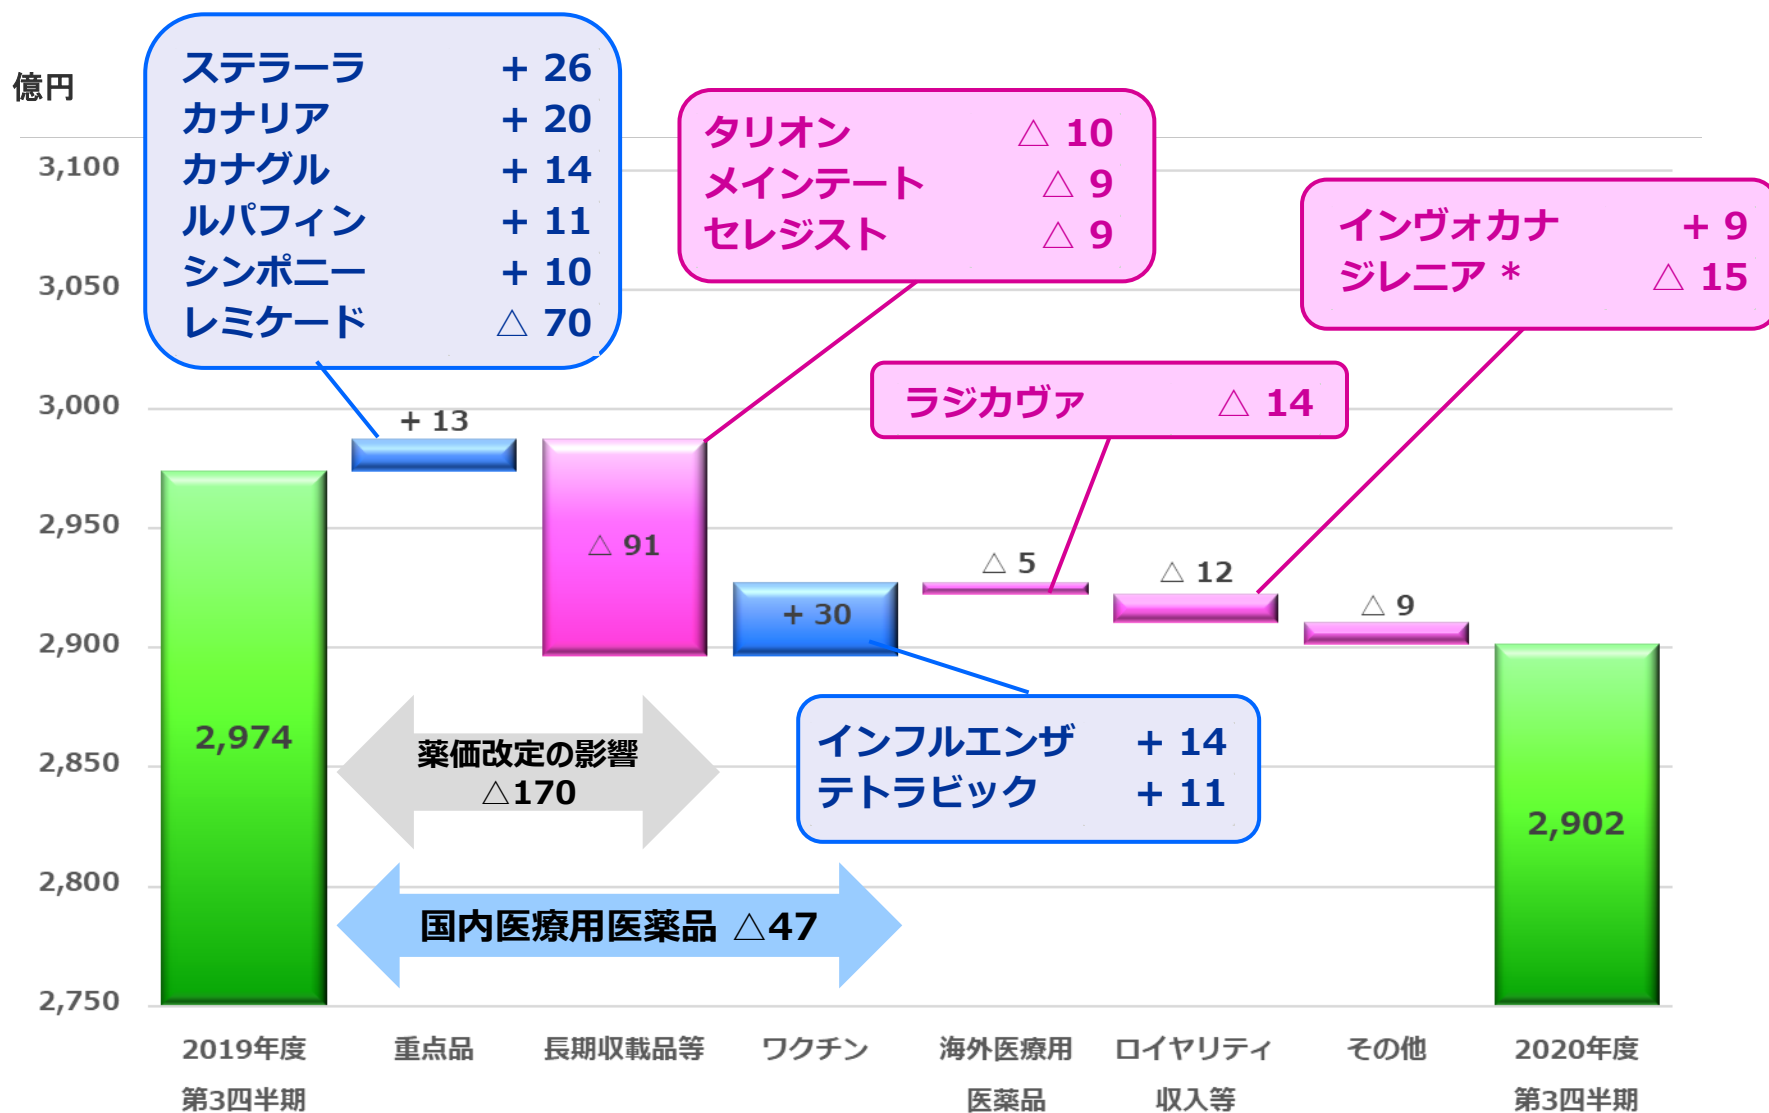 億円
ステラーラ + 26
カナリア + 20
カナグル + 14
ルパフィン + 11
シンポニー + 10
レミケード △ 70
タリオン △ 10
メインテート △ 9
セレジスト △ 9
インヴォカナ + 9
ジレニア * △ 15
ラジカヴァ △ 14
3,100
3,050
3,000
2,950
2,900
2,850
2,800
2,750
+ 13
△ 91
+ 30
△ 5
△ 12
△ 9
2,974
2,902
薬価改定の影響
△170
インフルエンザ + 14
テトラビック + 11
国内医療用医薬品 △47
2019年度
第3四半期
重点品
長期収載品等
ワクチン
海外医療用
医薬品
ロイヤリティ
収入等
その他
2020年度
第3四半期